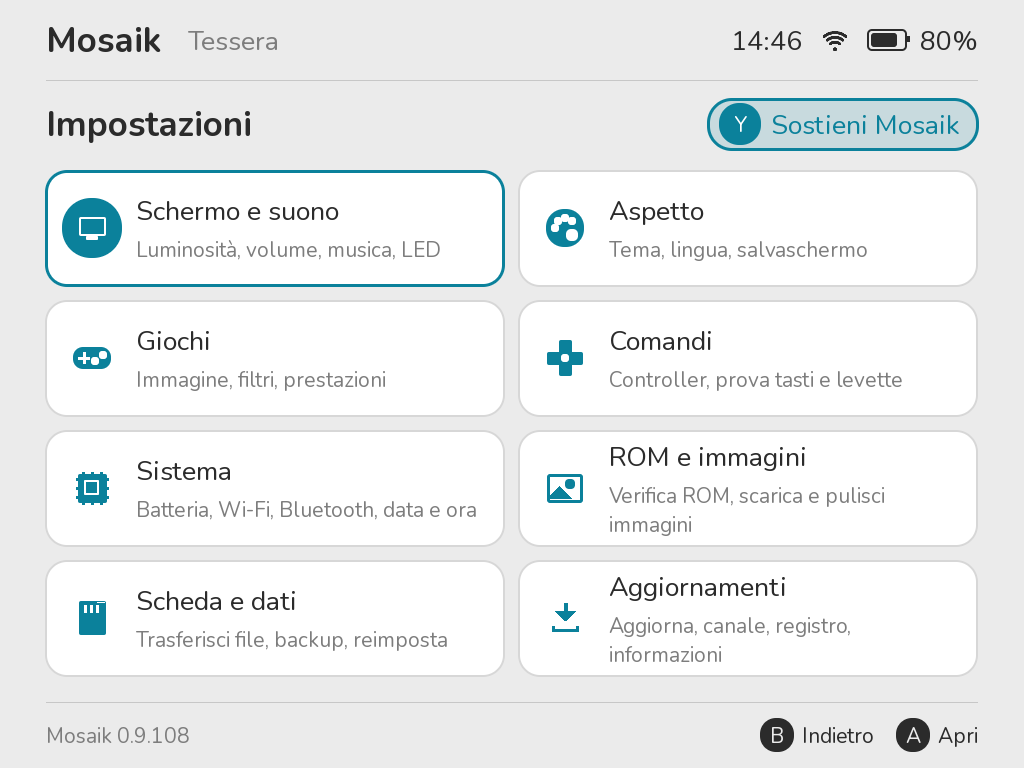 Mosaik Tessera 14:46 80%
Impostazioni
Y Sostieni Mosaik
Schermo e suono
Luminosità, volume, musica, LED
Aspetto
Tema, lingua, salvaschermo
Giochi
Immagine, filtri, prestazioni
Comandi
Controller, prova tasti e levette
Sistema
Batteria, Wi-Fi, Bluetooth, data e ora
ROM e immagini
Verifica ROM, scarica e pulisci
immagini
Scheda e dati
Trasferisci file, backup, reimposta
Aggiornamenti
Aggiorna, canale, registro,
informazioni
Mosaik 0.9.108
B Indietro A Apri